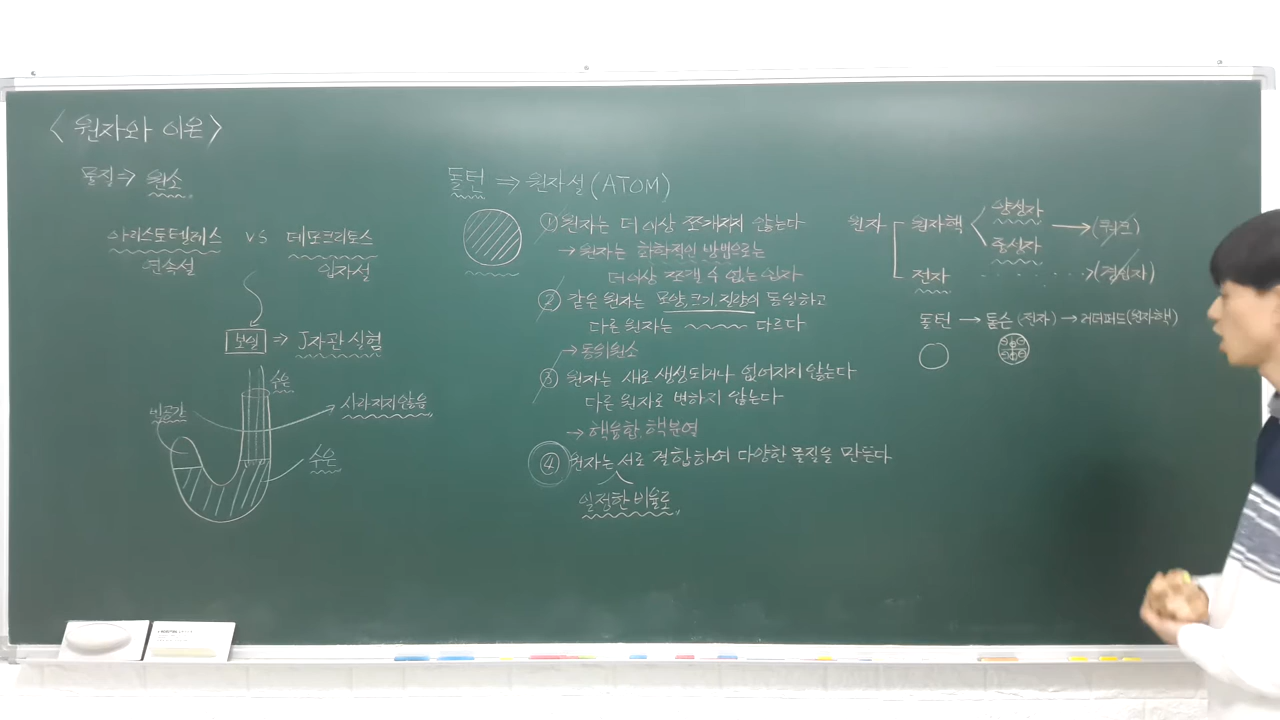 <원자와 이온>
물질 ⇒ 원소
아리스토텔레스 vs 데모크리토스
연속설 입자설
보일 ⇒ J자관 실험
수은
빈공간
사라지지 않음
수은
돌턴 ⇒ 원자설 (ATOM)
① 원자는 더이상 쪼개지지 않는다
→ 원자는 화학적인 방법으로는
더이상 쪼갤 수 없는 입자
② 같은 원자는 모양, 크기, 질량이 동일하고
다른 원자는 다르다
→ 동위원소
③ 원자는 새로 생성되거나 없어지지 않는다
다른 원자로 변하지 않는다
→ 핵융합, 핵분열
④ 원자는 서로 결합하여 다양한 물질을 만든다
일정한 비율로
원자 원자핵 양성자 → (쿼크)
중성자
전자 · · · · · → (경입자)
돌턴 → 톰슨 (전자) → 러더퍼드 (원자핵)